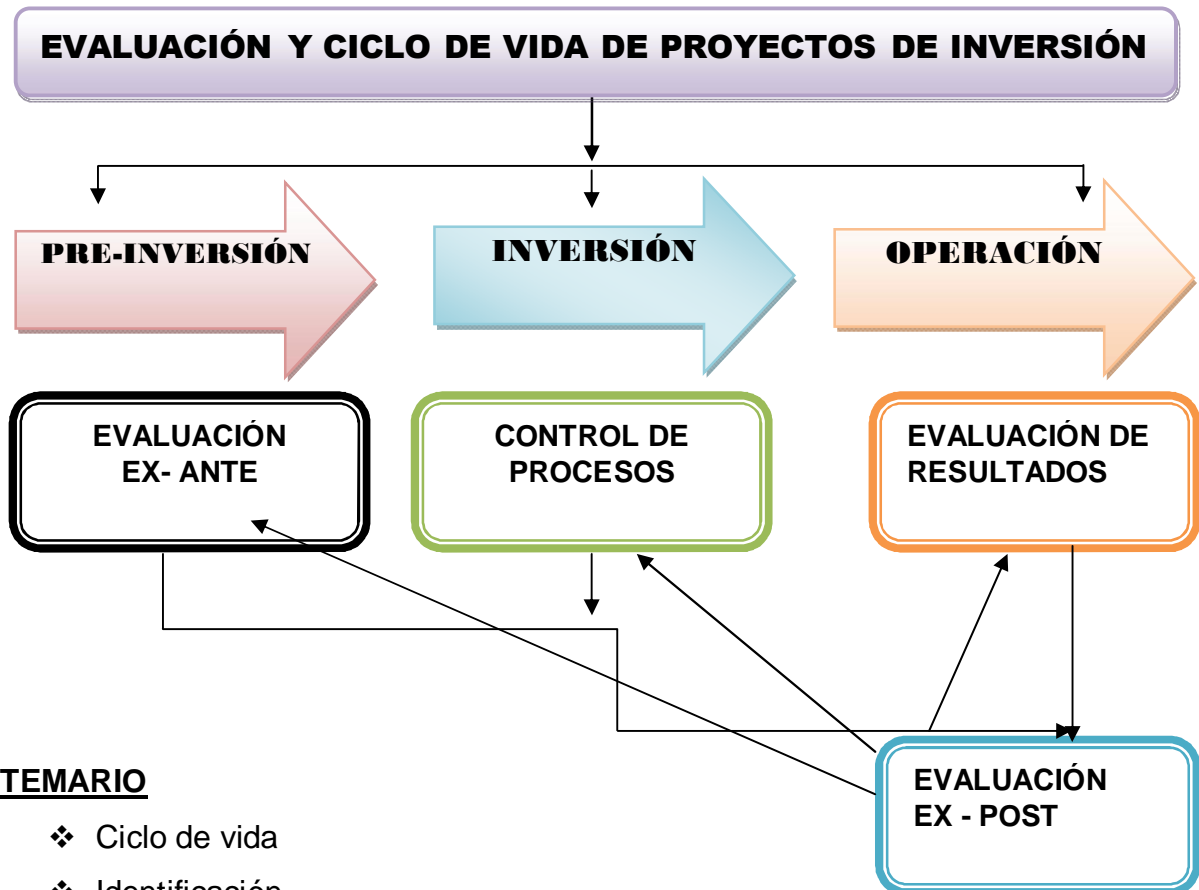 EVALUACIÓN Y CICLO DE VIDA DE PROYECTOS DE INVERSIÓN
PRE-INVERSIÓN
INVERSIÓN
OPERACIÓN
EVALUACIÓN
EX- ANTE
CONTROL DE
PROCESOS
EVALUACIÓN DE
RESULTADOS
EVALUACIÓN
EX - POST
TEMARIO
❖ Ciclo de vida
❖ Identificación